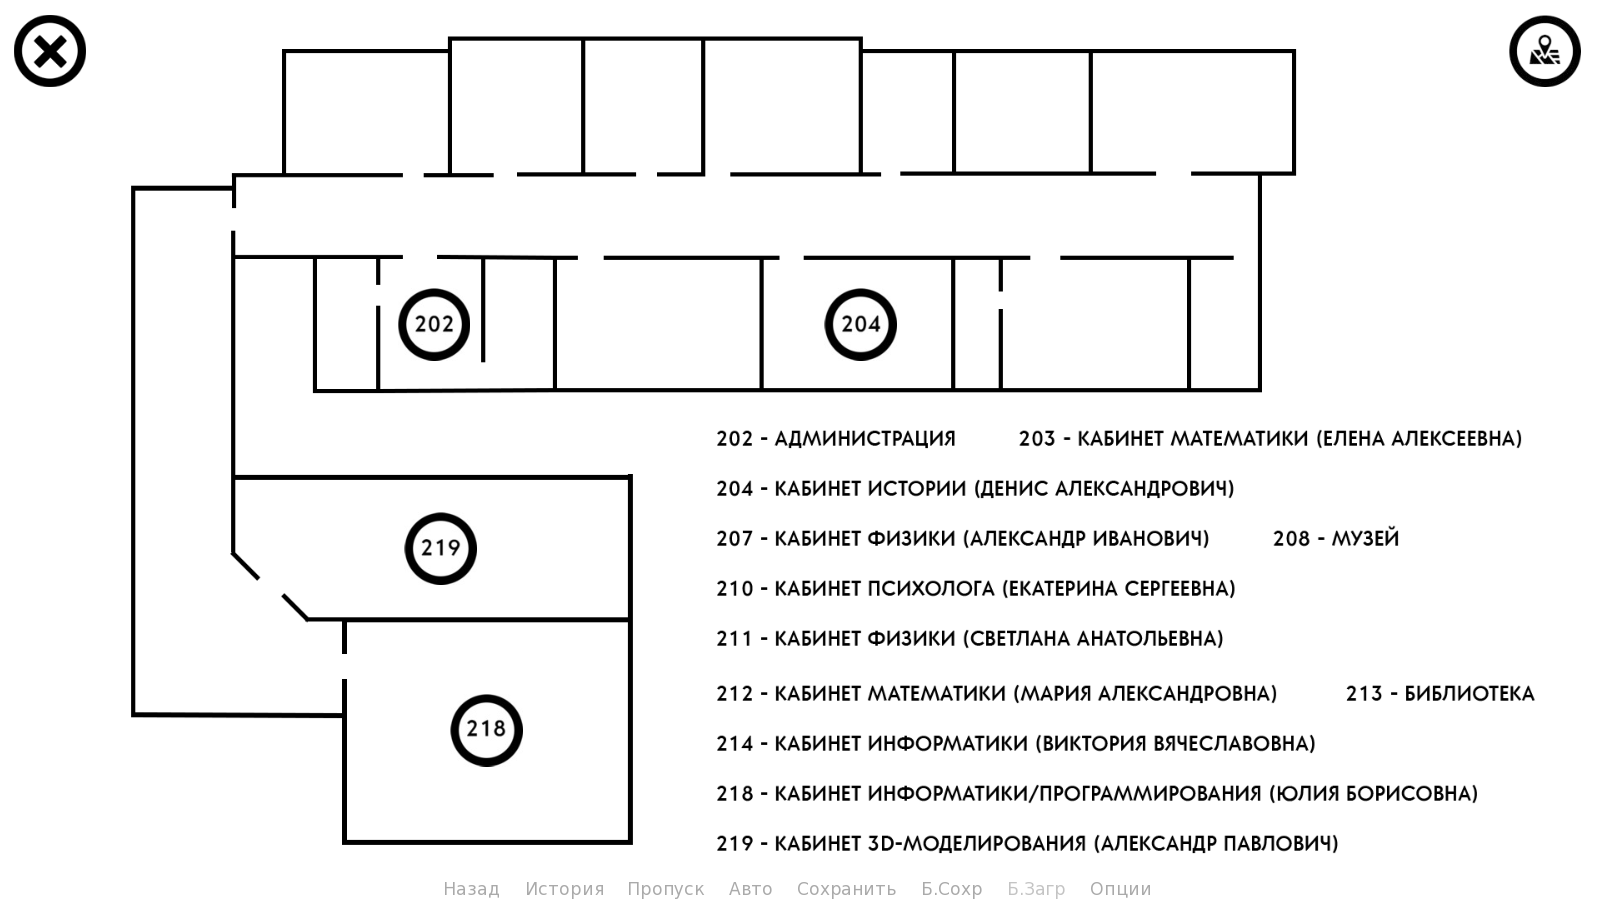 202
204
219
218
202 - АДМИНИСТРАЦИЯ 203 - КАБИНЕТ МАТЕМАТИКИ (ЕЛЕНА АЛЕКСЕЕВНА)
204 - КАБИНЕТ ИСТОРИИ (ДЕНИС АЛЕКСАНДРОВИЧ)
207 - КАБИНЕТ ФИЗИКИ (АЛЕКСАНДР ИВАНОВИЧ) 208 - МУЗЕЙ
210 - КАБИНЕТ ПСИХОЛОГА (ЕКАТЕРИНА СЕРГЕЕВНА)
211 - КАБИНЕТ ФИЗИКИ (СВЕТЛАНА АНАТОЛЬЕВНА)
212 - КАБИНЕТ МАТЕМАТИКИ (МАРИЯ АЛЕКСАНДРОВНА) 213 - БИБЛИОТЕКА
214 - КАБИНЕТ ИНФОРМАТИКИ (ВИКТОРИЯ ВЯЧЕСЛАВОВНА)
218 - КАБИНЕТ ИНФОРМАТИКИ/ПРОГРАММИРОВАНИЯ (ЮЛИЯ БОРИСОВНА)
219 - КАБИНЕТ 3D-МОДЕЛИРОВАНИЯ (АЛЕКСАНДР ПАВЛОВИЧ)
Назад История Пропуск Авто Сохранить Б.Сохр Б.Загр Опции